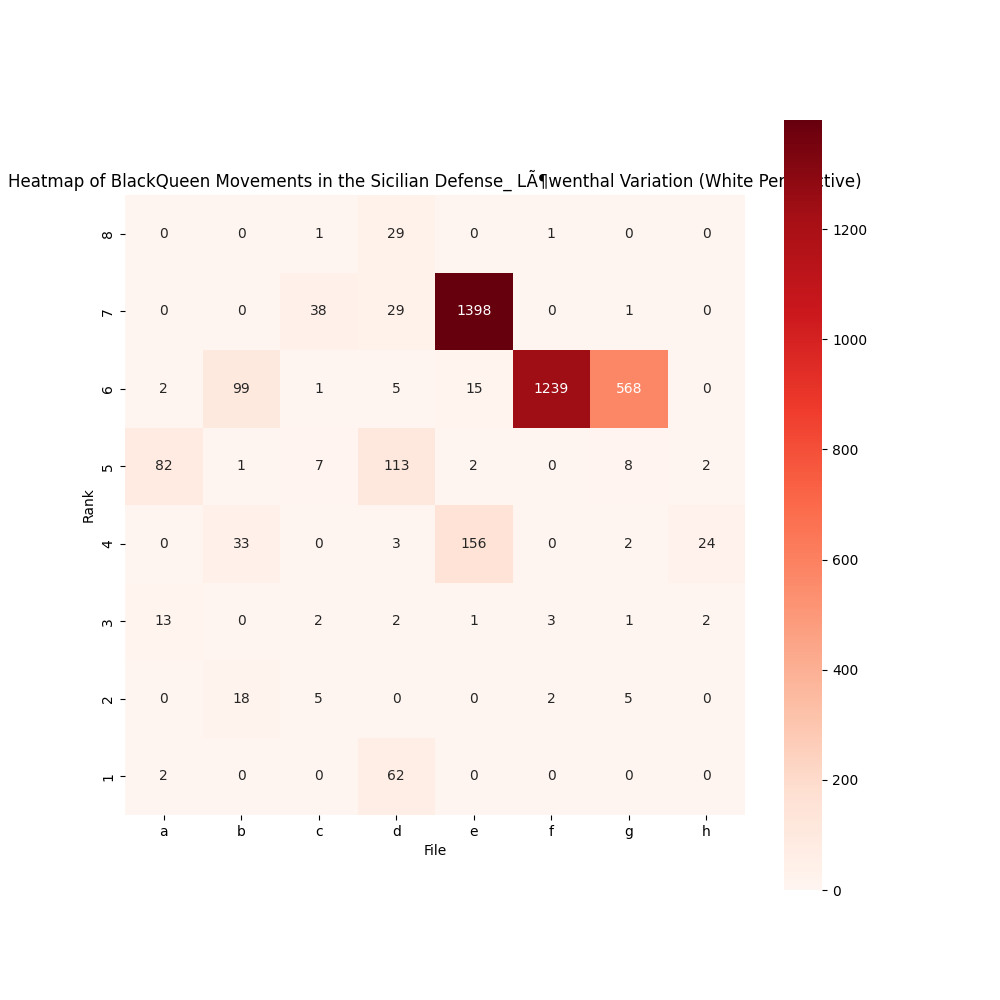 Heatmap of BlackQueen Movements in the Sicilian Defense_ LÃ¶wenthal Variation (White Per tive)
8 0 0 1 29 0 1 0 0
7 0 0 38 29 1398 0 1 0
6 2 99 1 5 15 1239 568 0
5 82 1 7 113 2 0 8 2
Rank
4 0 33 0 3 156 0 2 24
3 13 0 2 2 1 3 1 2
2 0 18 5 0 0 2 5 0
1 2 0 0 62 0 0 0 0
a b c d e f g h
File
1200
1000
800
600
400
200
0